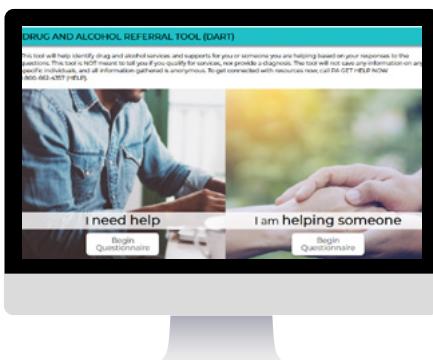 DRUG AND ALCOHOL REFERRAL TOOL (DART)
This tool will help identify drug and alcohol services and supports for you or someone you are helping based on your responses to the
questions. This tool is NOT meant to tell you if you qualify for services, nor provide a diagnosis. The tool will not save any information on any
specific individuals, and all information gathered is anonymous. To get connected with resources now, call PA GET HELP NOW
1-800-662-4357 (HELP).
I need help
I am helping someone
Begin
Questionnaire
Begin
Questionnaire